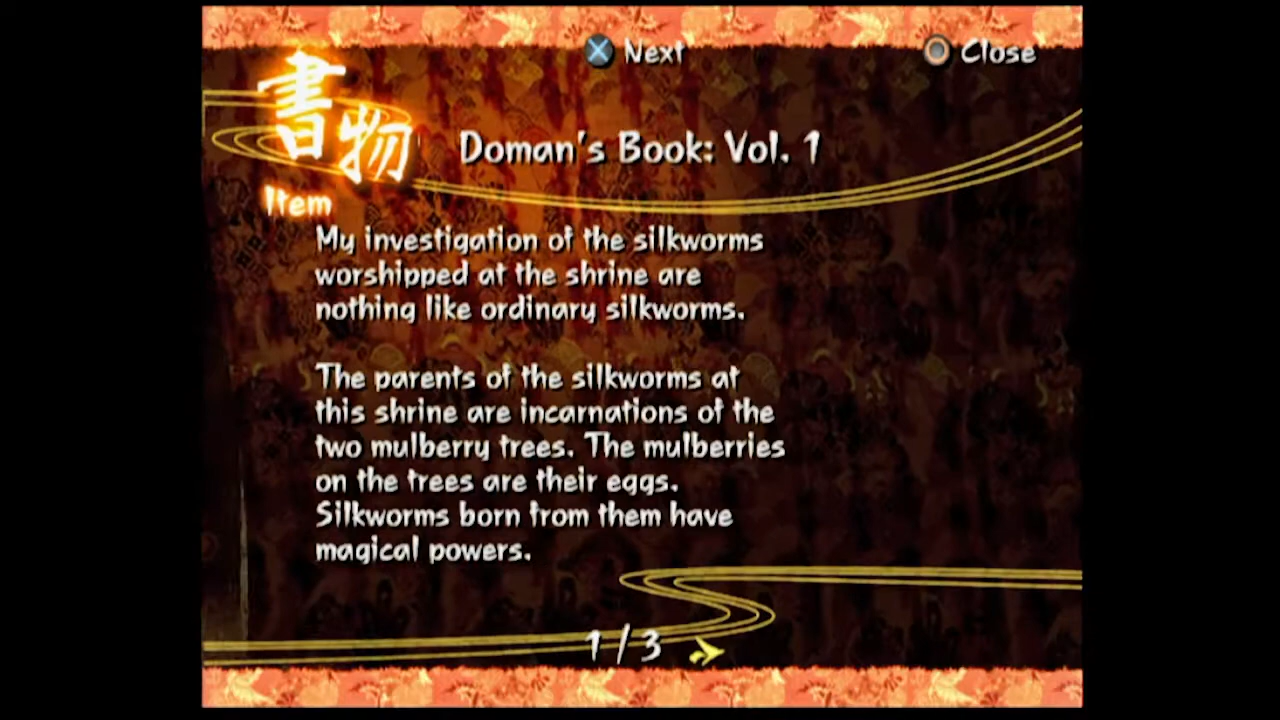 Next
Close
書物
Doman's Book: Vol. 1
Item
My investigation of the silkworms
worshipped at the shrine are
nothing like ordinary silkworms.
The parents of the silkworms at
this shrine are incarnations of the
two mulberry trees. The mulberries
on the trees are their eggs.
Silkworms born from them have
magical powers.
1/3